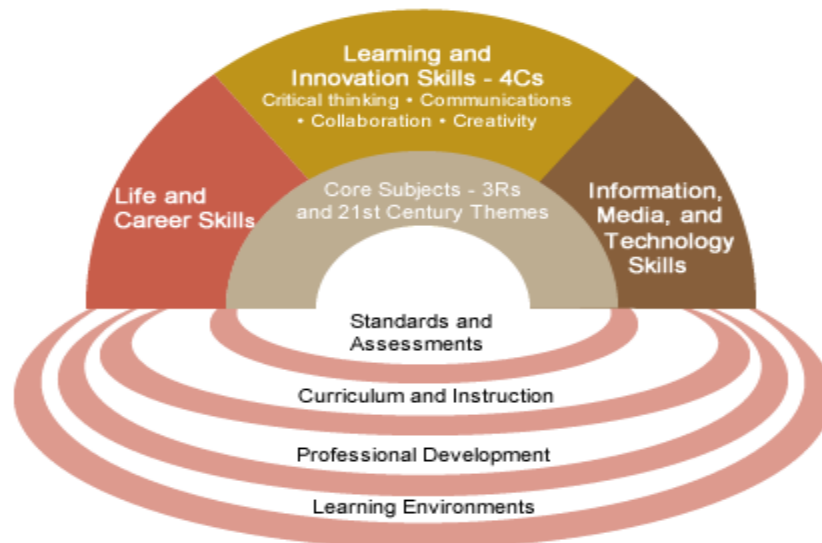 Learning and
Innovation Skills - 4Cs
Critical thinking • Communications
• Collaboration • Creativity
Life and
Career Skills
Core Subjects - 3Rs
and 21st Century Themes
Information,
Media, and
Technology
Skills
Standards and
Assessments
Curriculum and Instruction
Professional Development
Learning Environments